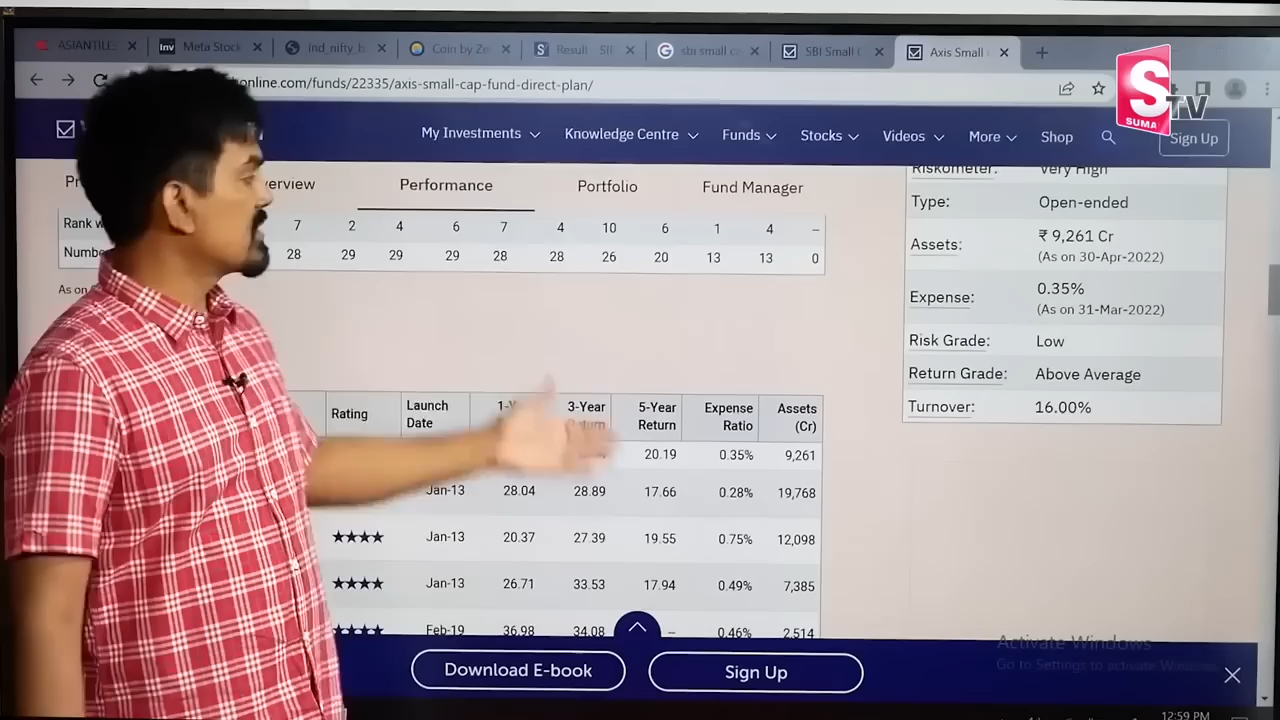 ASIANTILE
Meta Stock
ind_nifty_b
Coin by Ze
Result
sbi small ca
SBI Small C
Axis Small
online.com/funds/22335/axis-small-cap-fund-direct-plan/
S
TV
SUMA
My Investments
Knowledge Centre
Funds
Stocks
Videos
More
Shop
Sign Up
Performance
Portfolio
Fund Manager
Riskometer: Very High
Type: Open-ended
Assets: ₹ 9,261 Cr
(As on 30-Apr-2022)
Expense: 0.35%
(As on 31-Mar-2022)
Risk Grade: Low
Return Grade: Above Average
Turnover: 16.00%
Rank 7 2 4 6 7 4 10 6 1 4 –
28 29 29 29 28 28 26 20 13 13 0
As on
Rating Launch Date 3-Year 5-Year Return Expense Ratio Assets (Cr)
20.19 0.35% 9,261
Jan-13 28.04 28.89 17.66 0.28% 19,768
★★★★ Jan-13 20.37 27.39 19.55 0.75% 12,098
★★★★ Jan-13 26.71 33.53 17.94 0.49% 7,385
★★★★ Feb-19 36.98 34.08 – 0.46% 2,514
Activate Windows
Go to Settings to activate Windows.
Download E-book
Sign Up
12:59 PM